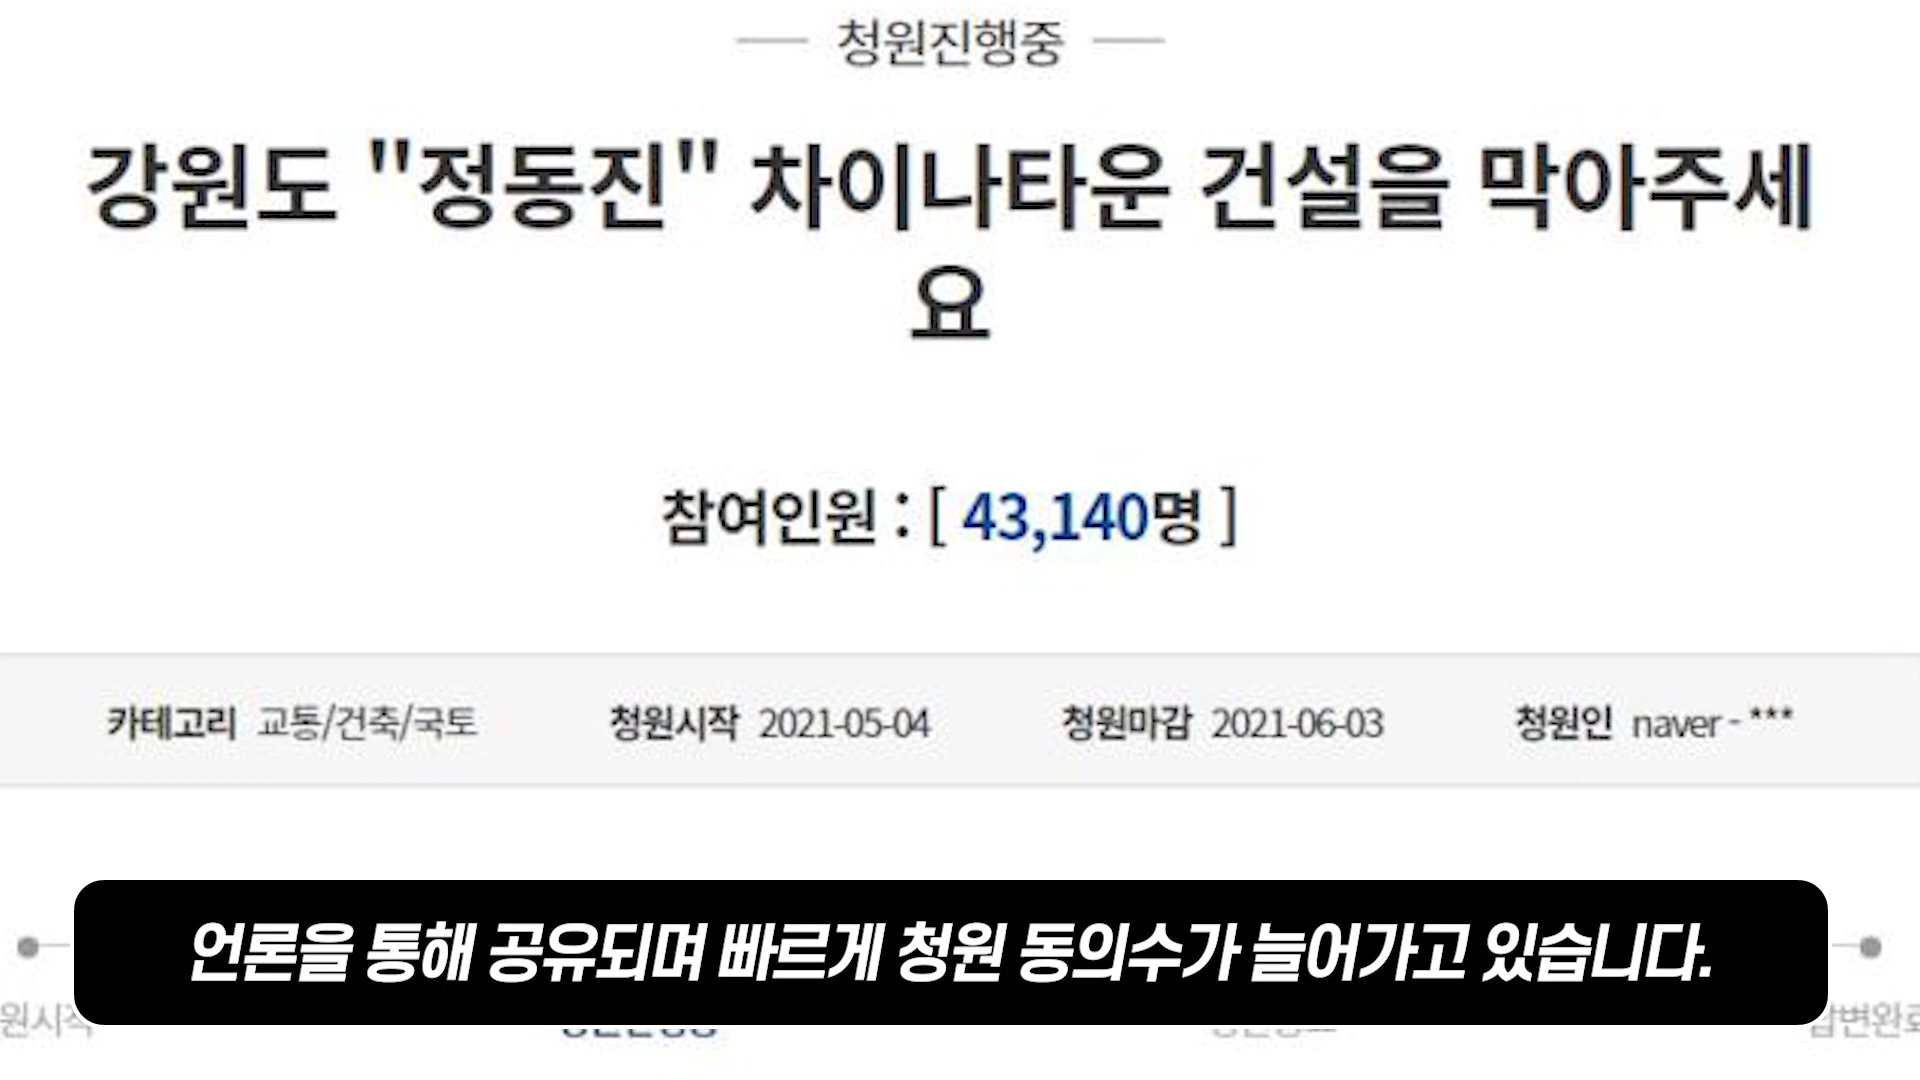 청원진행중
강원도 "정동진" 차이나타운 건설을 막아주세
요
참여인원 : [ 43,140명 ]
카테고리 교통/건축/국토 청원시작 2021-05-04 청원마감 2021-06-03 청원인 naver - ***
언론을 통해 공유되며 빠르게 청원 동의수가 늘어가고 있습니다.